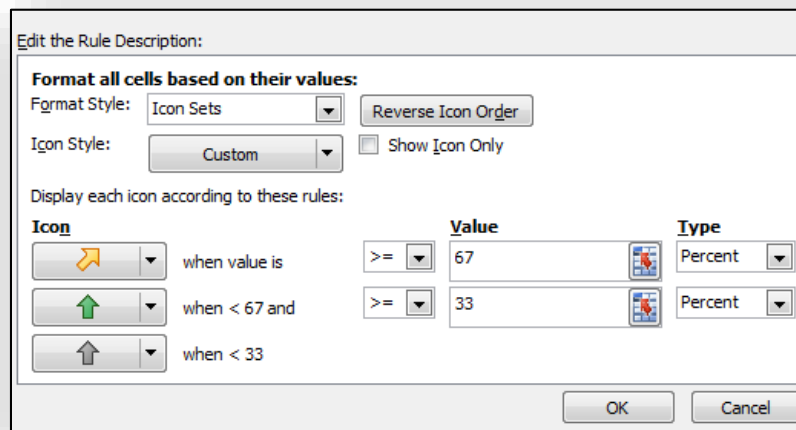 Edit the Rule Description:
Format all cells based on their values:
Format Style: Icon Sets Reverse Icon Order
Icon Style: Custom Show Icon Only
Display each icon according to these rules:
Icon Value Type
when value is >= 67 Percent
when < 67 and >= 33 Percent
when < 33
OK Cancel